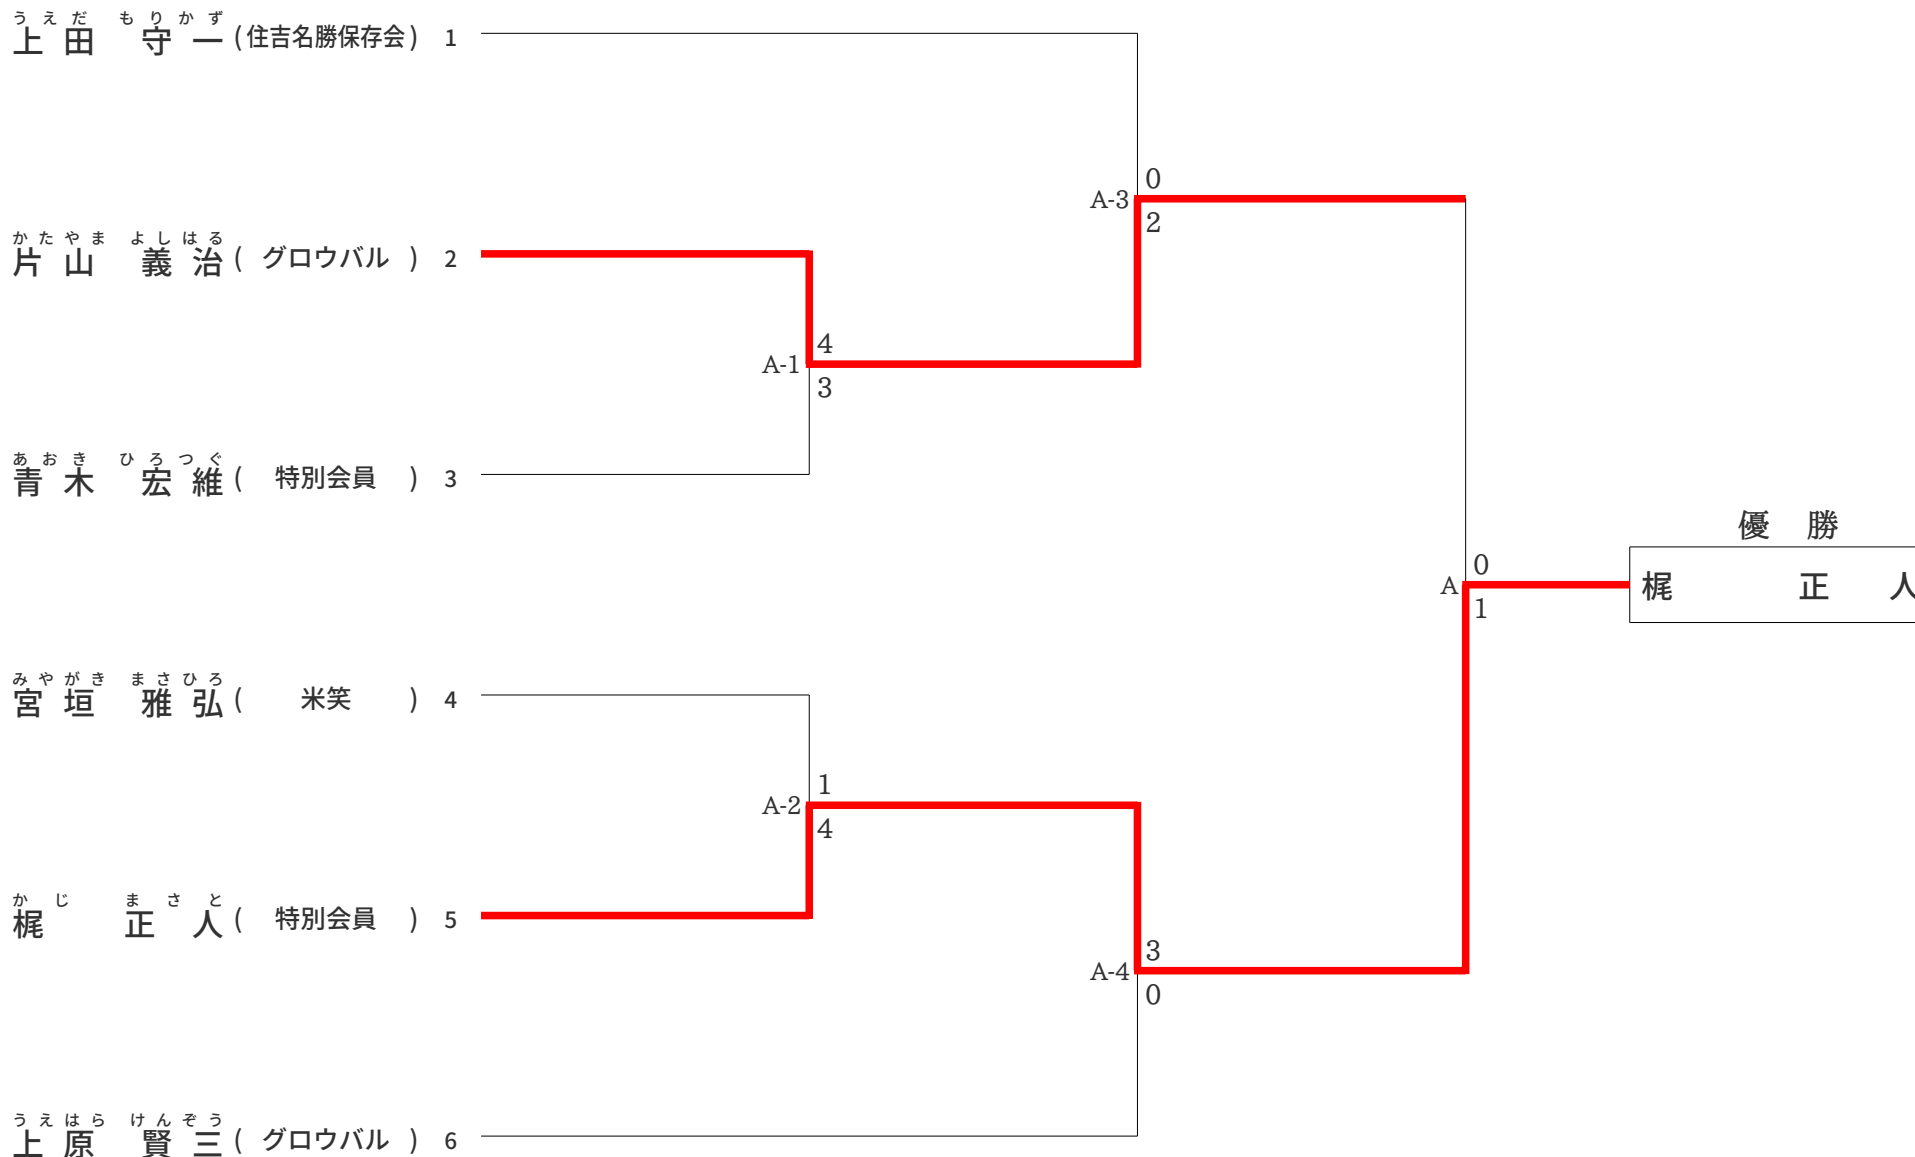 うえだ もりかず
上田 守一(住吉名勝保存会) 1
0
A-3
2
かたやま よしはる
片山 義治( グロウバル ) 2
4
A-1
3
あおき ひろつぐ
青木 宏維( 特別会員 ) 3
優 勝
0
A
梶 正 人
1
みやがき まさひろ
宮垣 雅弘( 米笑 ) 4
1
A-2
4
かじ まさと
梶 正人( 特別会員 ) 5
3
A-4
0
うえはら けんぞう
上原 賢三( グロウバル ) 6